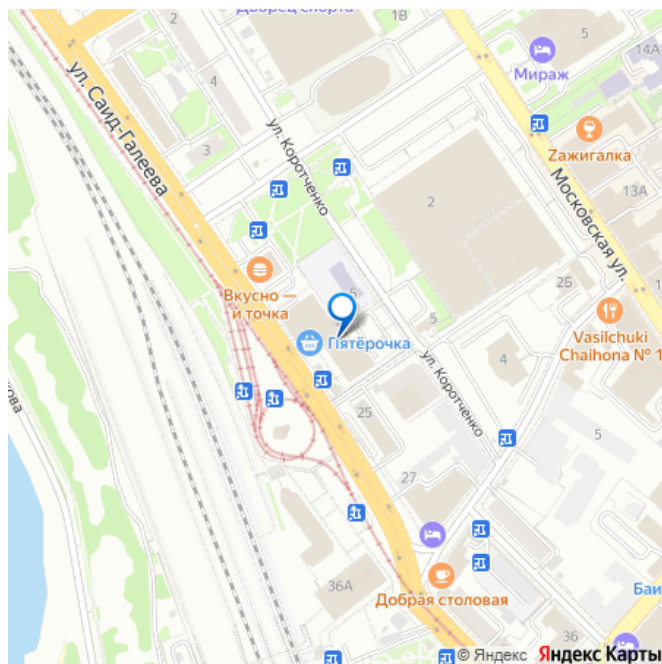 Дворец спорта
1В
2
4
5
14А
Мираж
ул. Саид-Галеева
ул. Коротченко
3
Zажигалка
13А
2
Московская ул.
Вкусно —
и точка
2Б
5
Пятёрочка
Vasilchuki
Chaihona № 1
4
ул. Коротченко
25
5
27
36А
Добрая столовая
Баи
36
© Яндекс Яндекс Карты